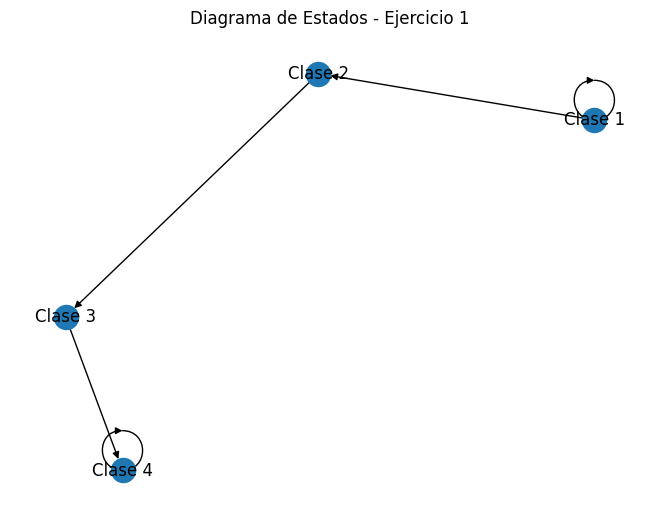 Diagrama de Estados - Ejercicio 1
Clase 2
Clase 1
Clase 3
Clase 4